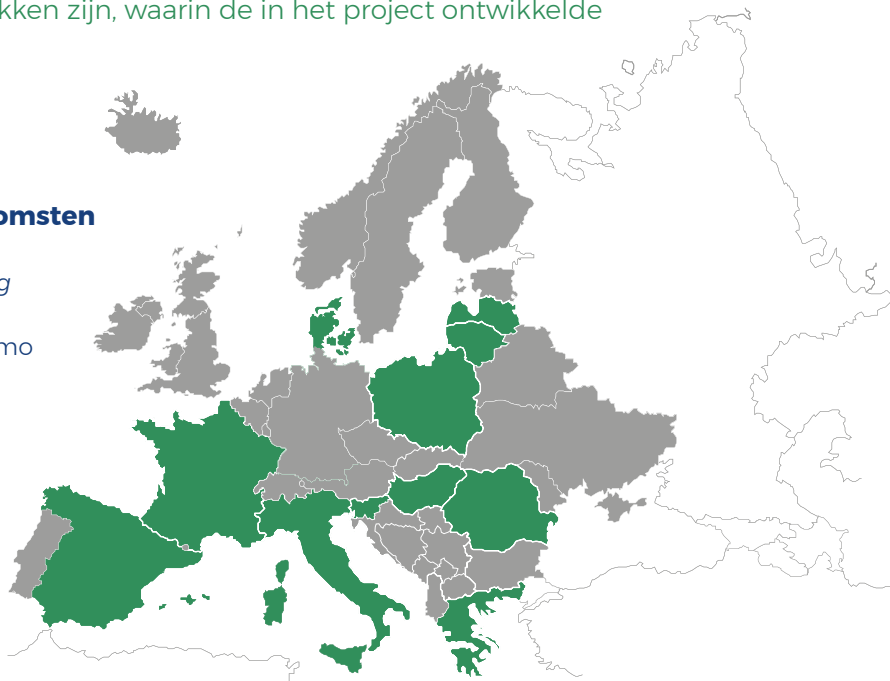 kken zijn, waarin de in het project ontwikkelde
omsten
g
mo